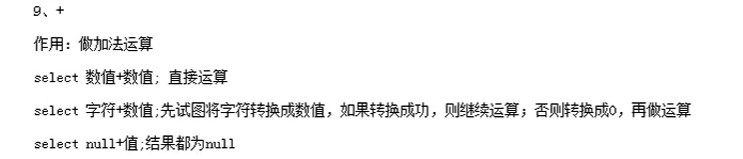 9、+
作用：做加法运算
select 数值+数值; 直接运算
select 字符+数值;先试图将字符转换成数值，如果转换成功，则继续运算；否则转换成0，再做运算
select null+值;结果都为null